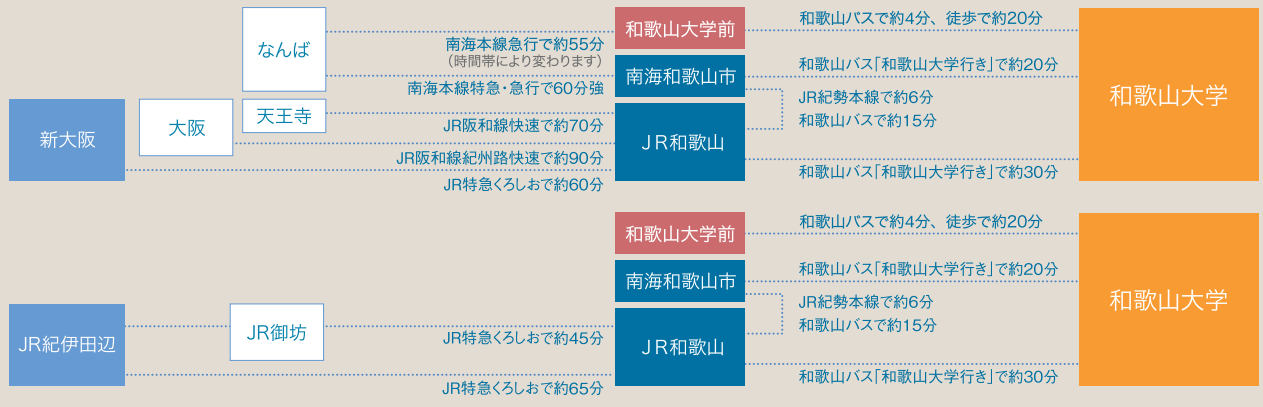 なんば
南海本線急行で約55分
(時間帯により変わります)
南海本線特急・急行で60分強
天王寺
JR阪和線快速で約70分
大阪
JR阪和線紀州路快速で約90分
新大阪
JR特急くろしおで約60分
和歌山大学前
和歌山バスで約4分、徒歩で約20分
南海和歌山市
和歌山バス「和歌山大学行き」で約20分
JR紀勢本線で約6分
和歌山バスで約15分
JR和歌山
和歌山バス「和歌山大学行き」で約30分
和歌山大学
JR紀伊田辺
JR御坊
JR特急くろしおで約45分
JR特急くろしおで約65分
和歌山大学前
和歌山バスで約4分、徒歩で約20分
南海和歌山市
和歌山バス「和歌山大学行き」で約20分
JR紀勢本線で約6分
和歌山バスで約15分
JR和歌山
和歌山バス「和歌山大学行き」で約30分
和歌山大学